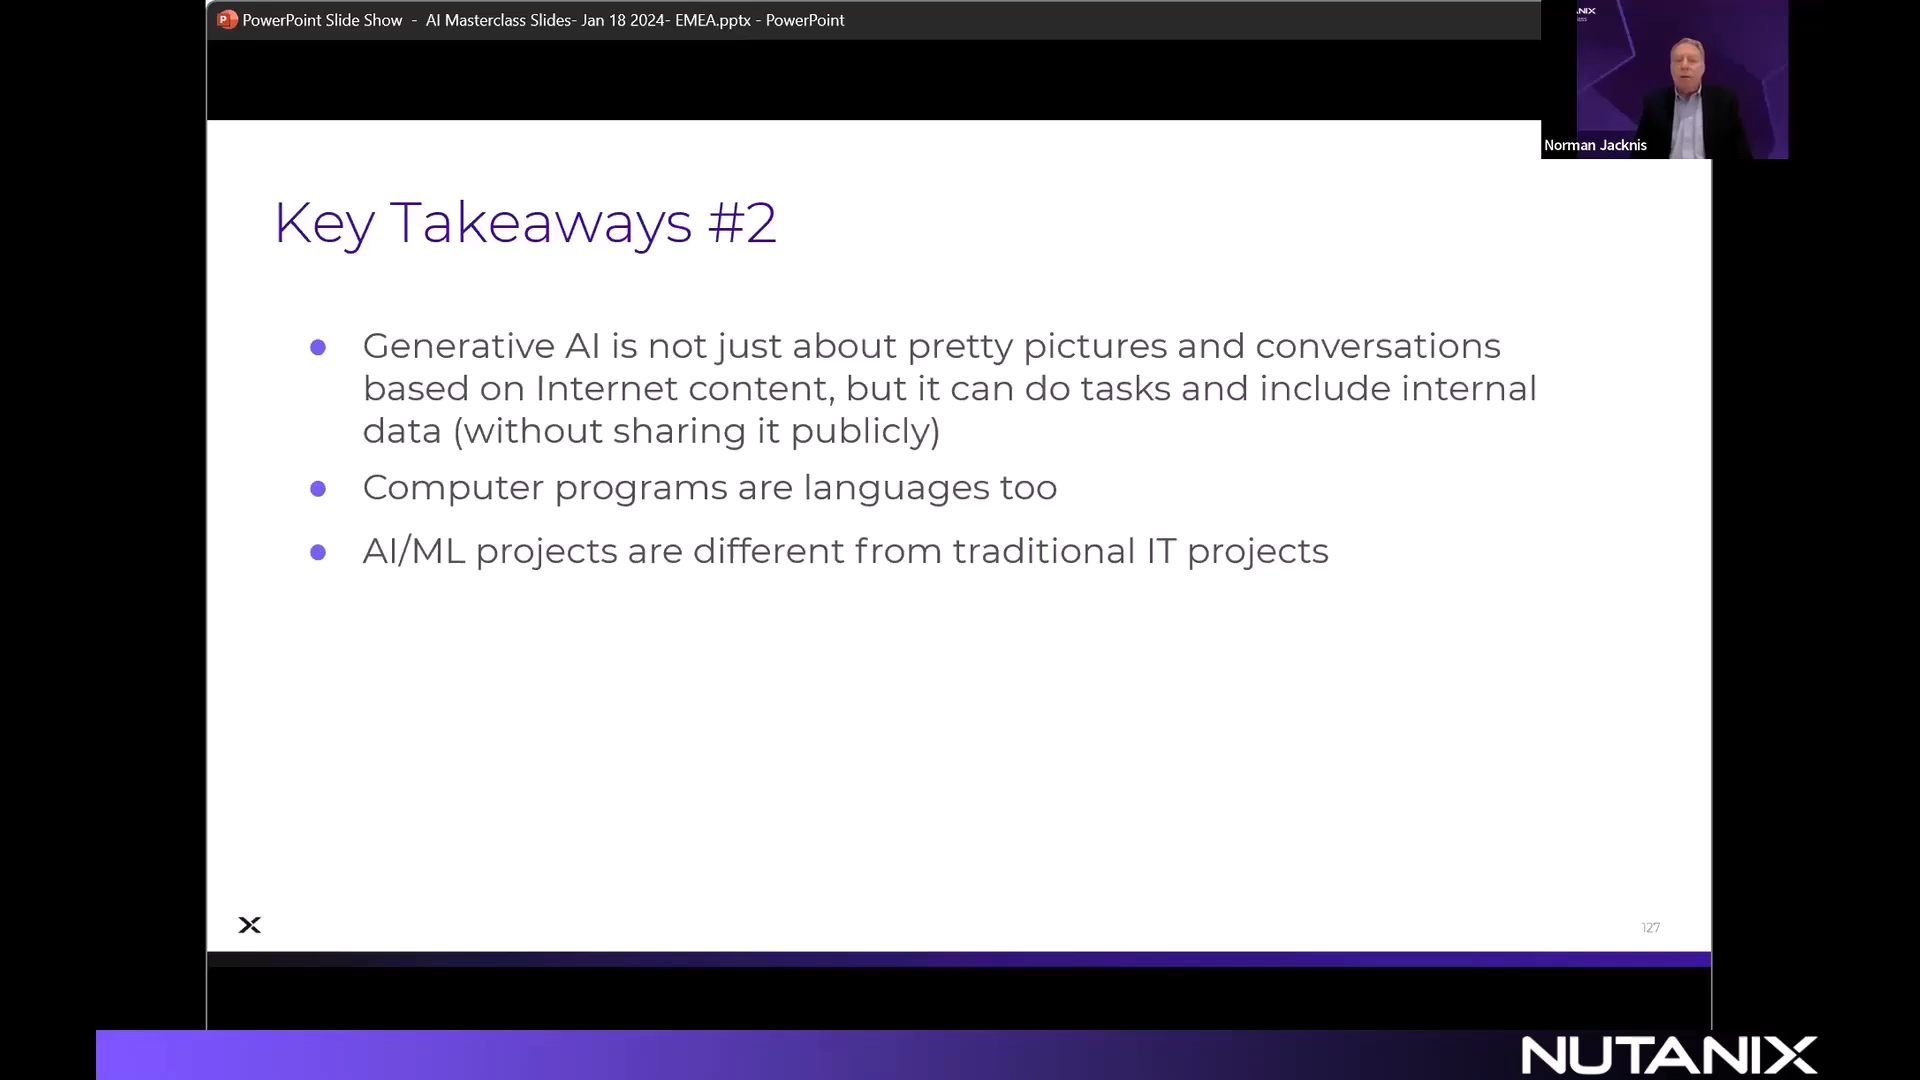 PowerPoint Slide Show - AI Masterclass Slides- Jan 18 2024- EMEA.pptx - PowerPoint
Norman Jacknis
Key Takeaways #2
Generative AI is not just about pretty pictures and conversations
based on Internet content, but it can do tasks and include internal
data (without sharing it publicly)
Computer programs are languages too
AI/ML projects are different from traditional IT projects
127
NUTANIX